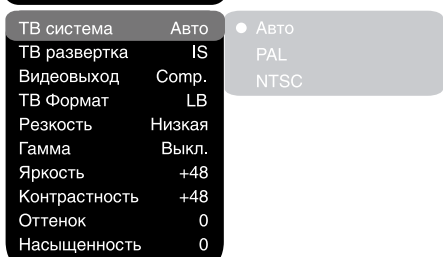 ТВ система Авто
ТВ развертка IS
Видеовыход Comp.
ТВ Формат LB
Резкость Низкая
Гамма Выкл.
Яркость +48
Контрастность +48
Оттенок 0
Насыщенность 0
Авто
PAL
NTSC